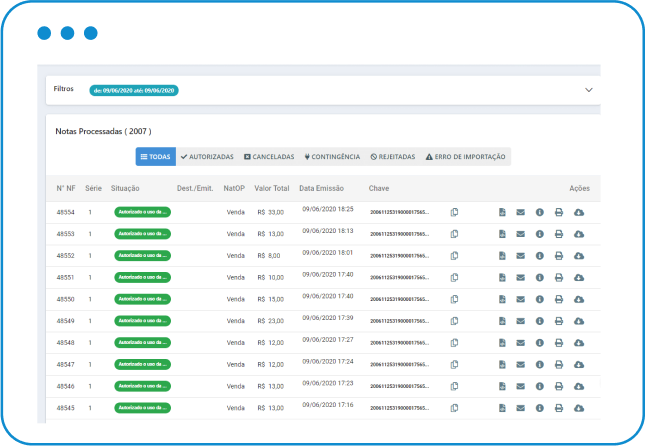 Filtros de: 09/06/2020 até: 09/06/2020
Notas Processadas ( 2007 )
TODAS AUTORIZADAS CANCELADAS CONTINGÊNCIA REJEITADAS ERRO DE IMPORTAÇÃO
N° NF Série Situação Dest./Emit. NatOP Valor Total Data Emissão Chave Ações
48554 1 Autorizado o uso da ... Venda R$ 33,00 09/06/2020 18:25 20061125319000017565...
48553 1 Autorizado o uso da ... Venda R$ 13,00 09/06/2020 18:13 20061125319000017565...
48552 1 Autorizado o uso da ... Venda R$ 8,00 09/06/2020 18:01 20061125319000017565...
48551 1 Autorizado o uso da ... Venda R$ 10,00 09/06/2020 17:40 20061125319000017565...
48550 1 Autorizado o uso da ... Venda R$ 15,00 09/06/2020 17:40 20061125319000017565...
48549 1 Autorizado o uso da ... Venda R$ 23,00 09/06/2020 17:39 20061125319000017565...
48548 1 Autorizado o uso da ... Venda R$ 12,00 09/06/2020 17:27 20061125319000017565...
48547 1 Autorizado o uso da ... Venda R$ 12,00 09/06/2020 17:24 20061125319000017565...
48546 1 Autorizado o uso da ... Venda R$ 13,00 09/06/2020 17:23 20061125319000017565...
48545 1 Autorizado o uso da ... Venda R$ 13,00 09/06/2020 17:16 20061125319000017565...